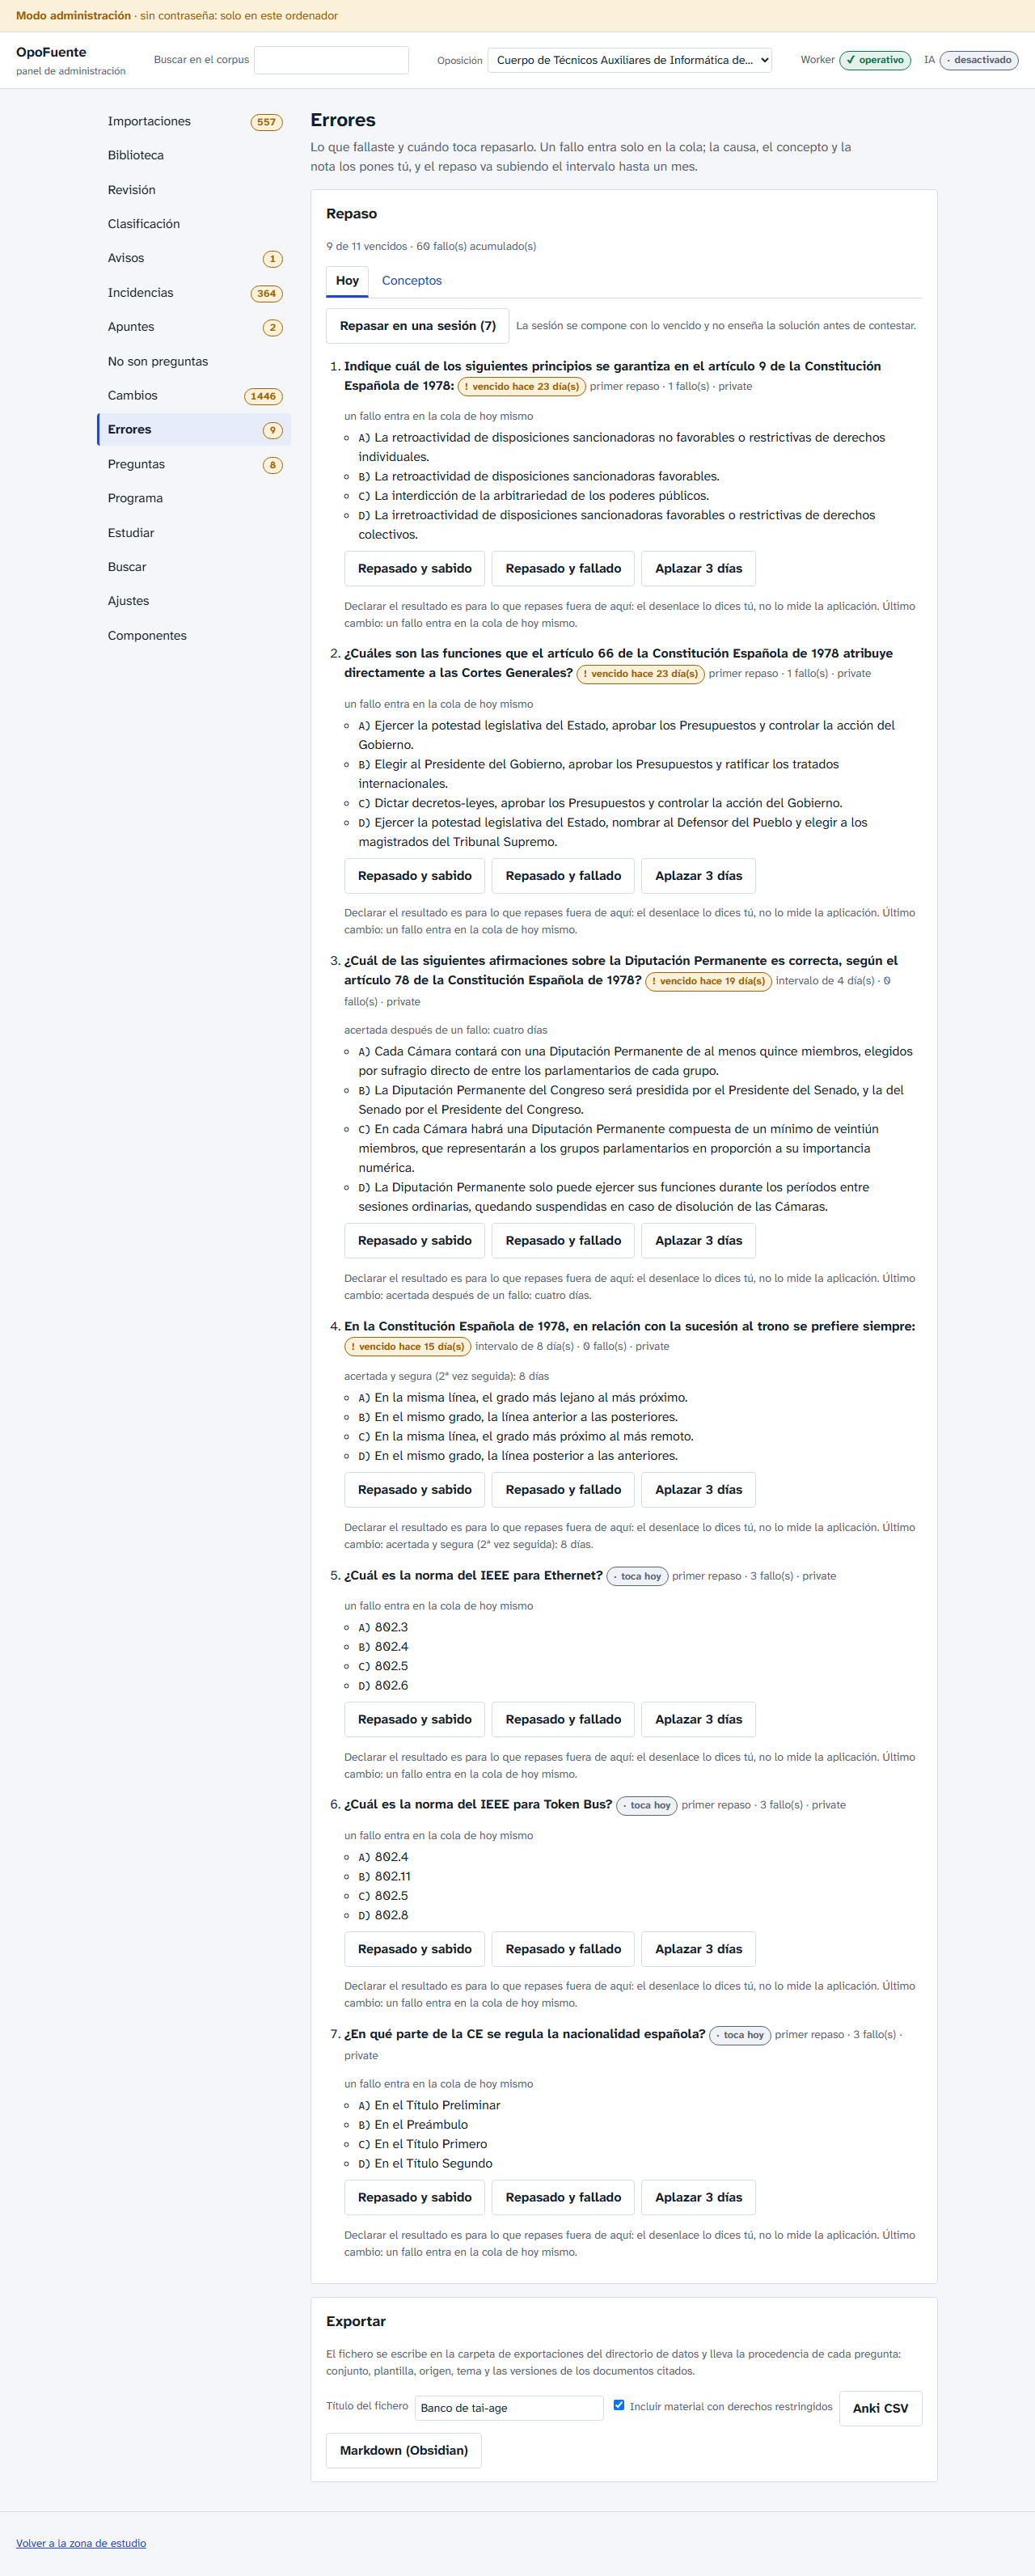 Modo administración · sin contraseña: solo en este ordenador
OpoFuente
panel de administración
Buscar en el corpus
Oposición
Cuerpo de Técnicos Auxiliares de Informática de...
Worker ✓ operativo
IA · desactivado
Importaciones 557
Biblioteca
Revisión
Clasificación
Avisos 1
Incidencias 364
Apuntes 2
No son preguntas
Cambios 1446
Errores 9
Preguntas 8
Programa
Estudiar
Buscar
Ajustes
Componentes
Errores
Lo que fallaste y cuándo toca repasarlo. Un fallo entra solo en la cola; la causa, el concepto y la
nota los pones tú, y el repaso va subiendo el intervalo hasta un mes.
Repaso
9 de 11 vencidos · 60 fallo(s) acumulado(s)
Hoy Conceptos
Repasar en una sesión (7) La sesión se compone con lo vencido y no enseña la solución antes de contestar.
1. Indique cuál de los siguientes principios se garantiza en el artículo 9 de la Constitución
Española de 1978: ! vencido hace 23 día(s) primer repaso · 1 fallo(s) · private
un fallo entra en la cola de hoy mismo
A) La retroactividad de disposiciones sancionadoras no favorables o restrictivas de derechos
individuales.
B) La retroactividad de disposiciones sancionadoras favorables.
C) La interdicción de la arbitrariedad de los poderes públicos.
D) La irretroactividad de disposiciones sancionadoras favorables o restrictivas de derechos
colectivos.
Repasado y sabido Repasado y fallado Aplazar 3 días
Declarar el resultado es para lo que repases fuera de aquí: el desenlace lo dices tú, no lo mide la aplicación. Último
cambio: un fallo entra en la cola de hoy mismo.
2. ¿Cuáles son las funciones que el artículo 66 de la Constitución Española de 1978 atribuye
directamente a las Cortes Generales? ! vencido hace 23 día(s) primer repaso · 1 fallo(s) · private
un fallo entra en la cola de hoy mismo
A) Ejercer la potestad legislativa del Estado, aprobar los Presupuestos y controlar la acción del
Gobierno.
B) Elegir al Presidente del Gobierno, aprobar los Presupuestos y ratificar los tratados
internacionales.
C) Dictar decretos-leyes, aprobar los Presupuestos y controlar la acción del Gobierno.
D) Ejercer la potestad legislativa del Estado, nombrar al Defensor del Pueblo y elegir a los
magistrados del Tribunal Supremo.
Repasado y sabido Repasado y fallado Aplazar 3 días
Declarar el resultado es para lo que repases fuera de aquí: el desenlace lo dices tú, no lo mide la aplicación. Último
cambio: un fallo entra en la cola de hoy mismo.
3. ¿Cuál de las siguientes afirmaciones sobre la Diputación Permanente es correcta, según el
artículo 78 de la Constitución Española de 1978? ! vencido hace 19 día(s) intervalo de 4 día(s) · 0
fallo(s) · private
acertada después de un fallo: cuatro días
A) Cada Cámara contará con una Diputación Permanente de al menos quince miembros, elegidos
por sufragio directo de entre los parlamentarios de cada grupo.
B) La Diputación Permanente del Congreso será presidida por el Presidente del Senado, y la del
Senado por el Presidente del Congreso.
C) En cada Cámara habrá una Diputación Permanente compuesta de un mínimo de veintiún
miembros, que representarán a los grupos parlamentarios en proporción a su importancia
numérica.
D) La Diputación Permanente solo puede ejercer sus funciones durante los períodos entre
sesiones ordinarias, quedando suspendidas en caso de disolución de las Cámaras.
Repasado y sabido Repasado y fallado Aplazar 3 días
Declarar el resultado es para lo que repases fuera de aquí: el desenlace lo dices tú, no lo mide la aplicación. Último
cambio: acertada después de un fallo: cuatro días.
4. En la Constitución Española de 1978, en relación con la sucesión al trono se prefiere siempre:
! vencido hace 15 día(s) intervalo de 8 día(s) · 0 fallo(s) · private
acertada y segura (2ª vez seguida): 8 días
A) En la misma línea, el grado más lejano al más próximo.
B) En el mismo grado, la línea anterior a las posteriores.
C) En la misma línea, el grado más próximo al más remoto.
D) En el mismo grado, la línea posterior a las anteriores.
Repasado y sabido Repasado y fallado Aplazar 3 días
Declarar el resultado es para lo que repases fuera de aquí: el desenlace lo dices tú, no lo mide la aplicación. Último
cambio: acertada y segura (2ª vez seguida): 8 días.
5. ¿Cuál es la norma del IEEE para Ethernet? · toca hoy primer repaso · 3 fallo(s) · private
un fallo entra en la cola de hoy mismo
A) 802.3
B) 802.4
C) 802.5
D) 802.6
Repasado y sabido Repasado y fallado Aplazar 3 días
Declarar el resultado es para lo que repases fuera de aquí: el desenlace lo dices tú, no lo mide la aplicación. Último
cambio: un fallo entra en la cola de hoy mismo.
6. ¿Cuál es la norma del IEEE para Token Bus? · toca hoy primer repaso · 3 fallo(s) · private
un fallo entra en la cola de hoy mismo
A) 802.4
B) 802.11
C) 802.5
D) 802.8
Repasado y sabido Repasado y fallado Aplazar 3 días
Declarar el resultado es para lo que repases fuera de aquí: el desenlace lo dices tú, no lo mide la aplicación. Último
cambio: un fallo entra en la cola de hoy mismo.
7. ¿En qué parte de la CE se regula la nacionalidad española? · toca hoy primer repaso · 3 fallo(s) ·
private
un fallo entra en la cola de hoy mismo
A) En el Título Preliminar
B) En el Preámbulo
C) En el Título Primero
D) En el Título Segundo
Repasado y sabido Repasado y fallado Aplazar 3 días
Declarar el resultado es para lo que repases fuera de aquí: el desenlace lo dices tú, no lo mide la aplicación. Último
cambio: un fallo entra en la cola de hoy mismo.
Exportar
El fichero se escribe en la carpeta de exportaciones del directorio de datos y lleva la procedencia de cada pregunta:
conjunto, plantilla, origen, tema y las versiones de los documentos citados.
Título del fichero Banco de tai-age Incluir material con derechos restringidos Anki CSV
Markdown (Obsidian)
Volver a la zona de estudio